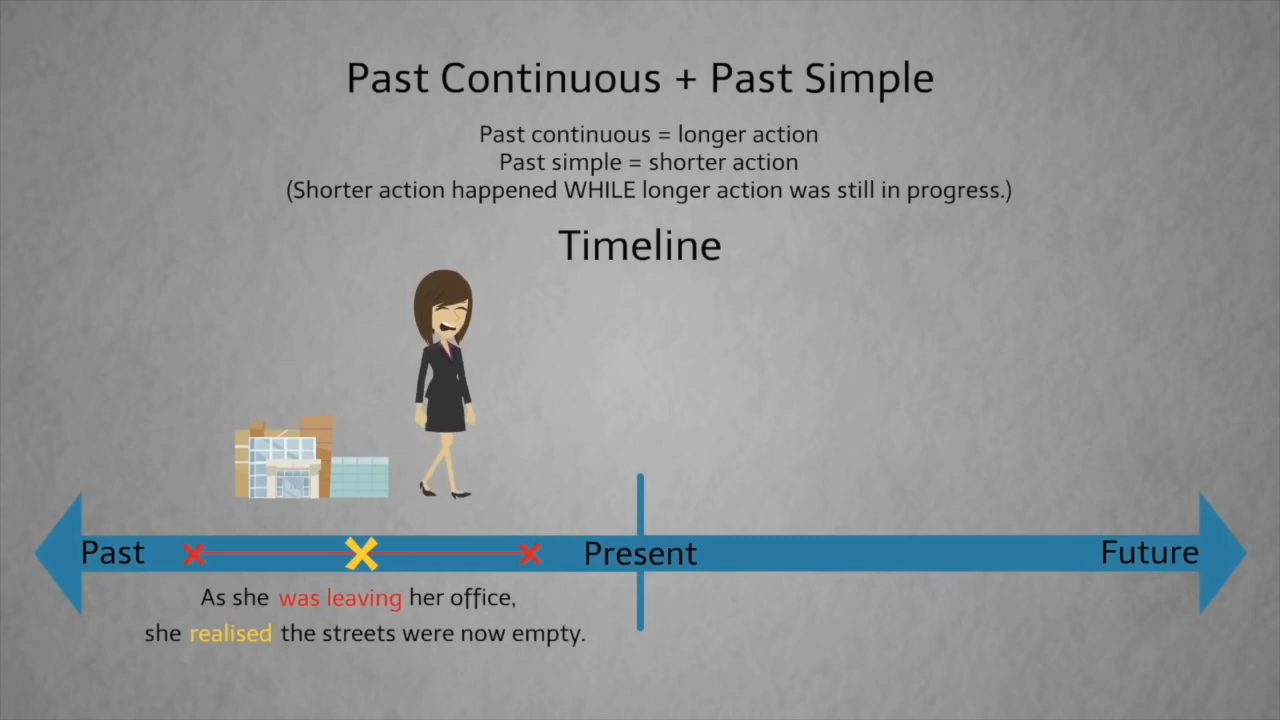 Past Continuous + Past Simple
Past continuous = longer action
Past simple = shorter action
(Shorter action happened WHILE longer action was still in progress.)
Timeline
Past
Present
Future
As she was leaving her office,
she realised the streets were now empty.